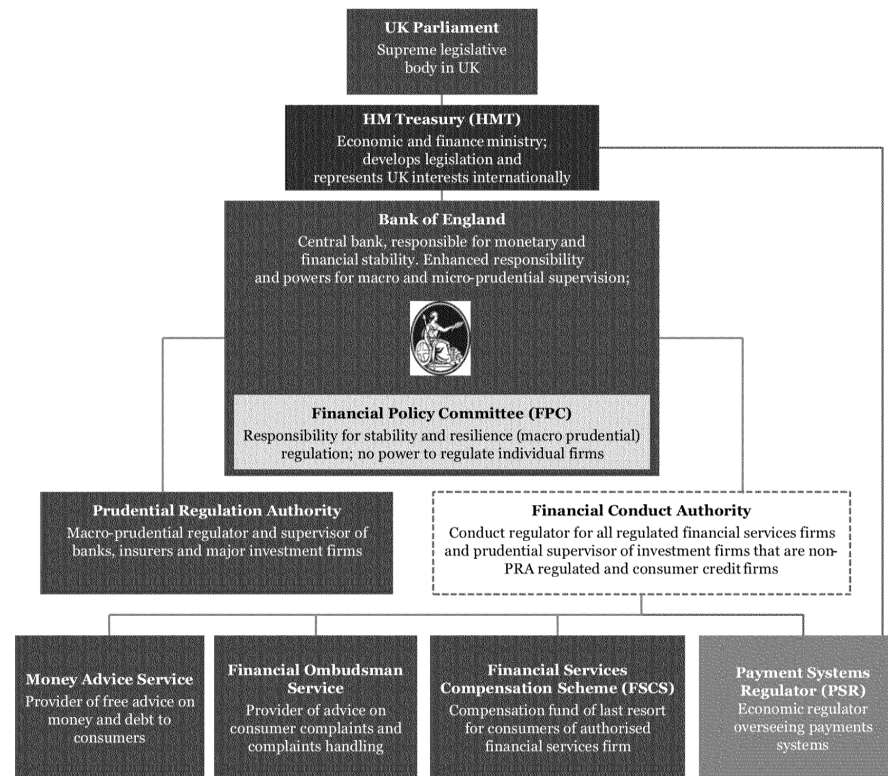 UK Parliament
Supreme legislative
body in UK
HM Treasury (HMT)
Economic and finance ministry;
develops legislation and
represents UK interests internationally
Bank of England
Central bank, responsible for monetary and
financial stability. Enhanced responsibility
and powers for macro and micro-prudential supervision;
Financial Policy Committee (FPC)
Responsibility for stability and resilience (macro prudential)
regulation; no power to regulate individual firms
Prudential Regulation Authority
Macro-prudential regulator and supervisor of
banks, insurers and major investment firms
Financial Conduct Authority
Conduct regulator for all regulated financial services firms
and prudential supervisor of investment firms that are non-
PRA regulated and consumer credit firms
Money Advice Service
Provider of free advice on
money and debt to
consumers
Financial Ombudsman
Service
Provider of advice on
consumer complaints and
complaints handling
Financial Services
Compensation Scheme (FSCS)
Compensation fund of last resort
for consumers of authorised
financial services firm
Payment Systems
Regulator (PSR)
Economic regulator
overseeing payments
systems